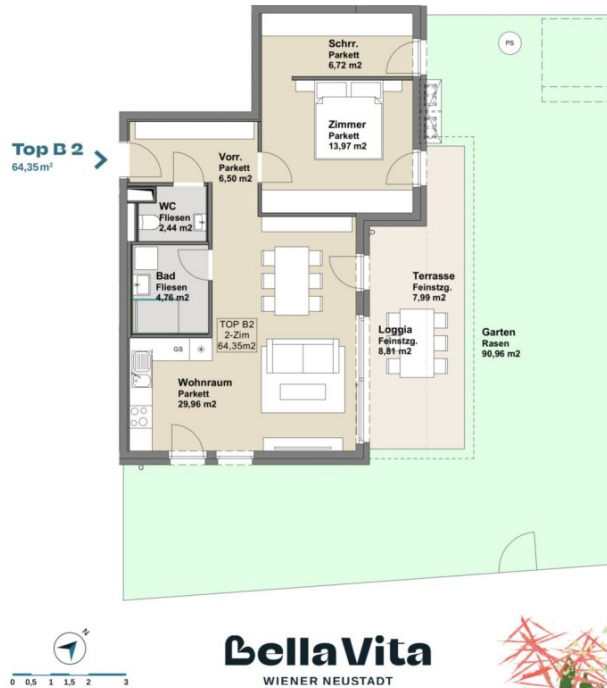 Schrr.
Parkett
6,72 m2
PS
Zimmer
Parkett
13,97 m2
Top B 2
64,35m²
Vorr.
Parkett
6,50 m2
WC
Fliesen
2,44 m2
Bad
Fliesen
4,76 m2
Terrasse
Feinstzg.
7,99 m2
TOP B2
2-Zim
64,35m2
Loggia
Feinstzg.
8,81 m2
Garten
Rasen
90,96 m2
GS
Wohnraum
Parkett
29,96 m2
N
0 0,5 1 1,5 2 3
BellaVita
WIENER NEUSTADT